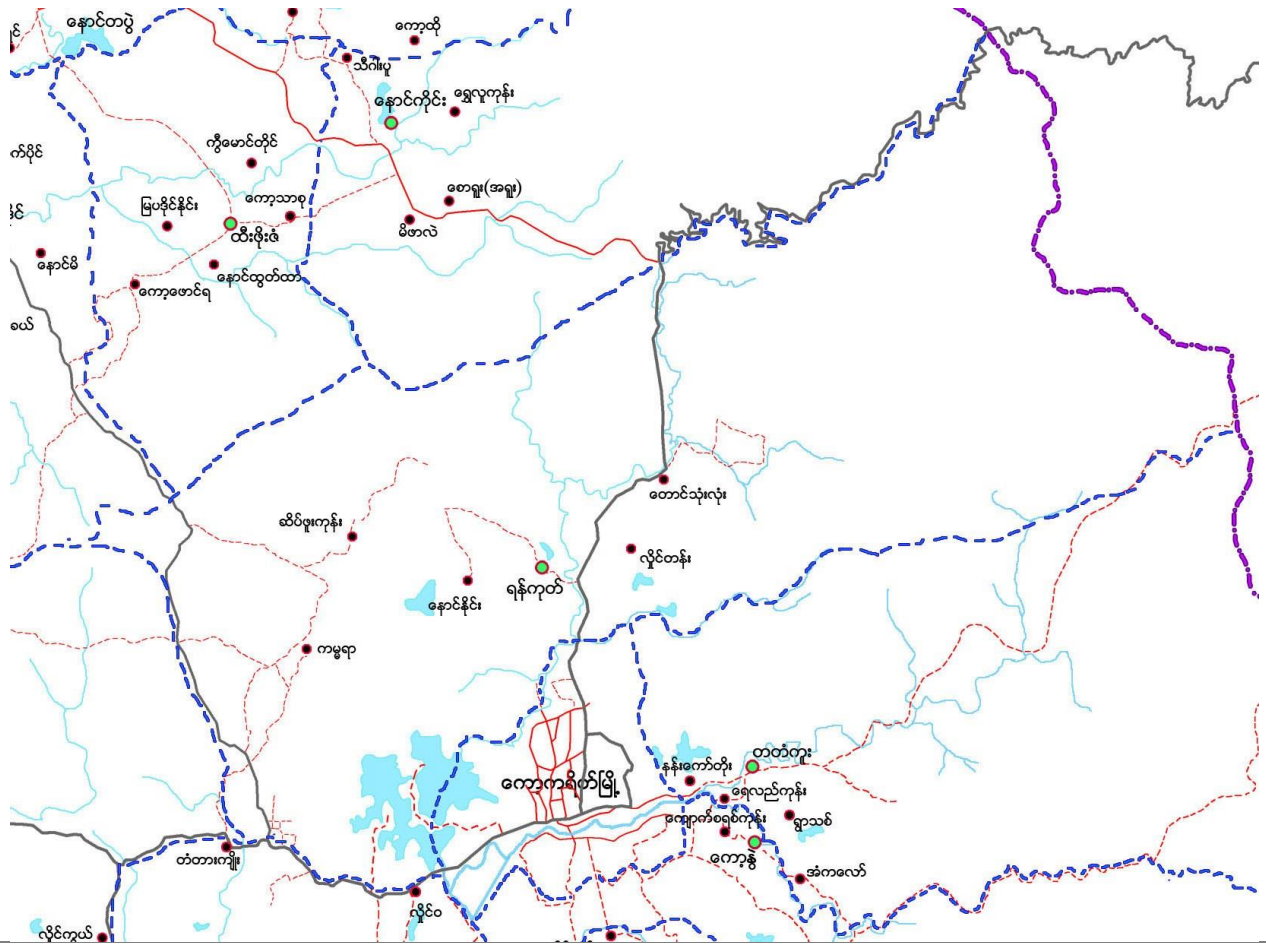 နောင်တပွဲ
ကော့ထို
သီဂါးပူ
ရွှေလူကုန်း
နောင်ကိုင်း
ကွီမောင်တိုင်
စောရူး(အရူး)
ကော့သာစု
မြပဒိုင်နိုင်း
မိဖာလဲ
ထီးဖိုးဇံ
နောင်မိ
နောင်ထွတ်ထာ
ကော့ဖောင်ရ
တောင်သုံးလုံး
ဆိပ်ဖူးကုန်း
လှိုင်တန်း
ရန်ကုတ်
နောင်နိုင်း
ကမ္မရာ
တတံကူး
နန်းကော်တိုး
ကော့ကရိတ်မြို့
ရေလည်ကုန်း
ကျောက်စရစ်ကုန်း
ရွာသစ်
ကော့နွဲ
တံတားကျိုး
အံကလော်
လှိုင်ဝ
လှိုင်ကွယ်